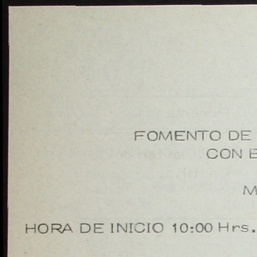 FOMENTO DE
CON E
M
HORA DE INICIO 10:00 Hrs.